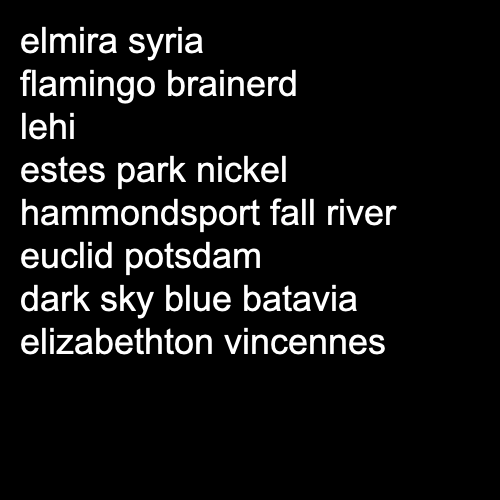 elmira syria
flamingo brainerd
lehi
estes park nickel
hammondsport fall river
euclid potsdam
dark sky blue batavia
elizabethton vincennes